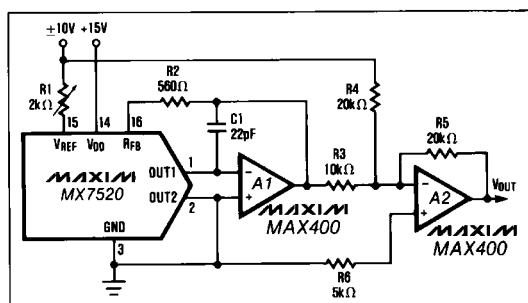 ±10V +15V
R1
2kΩ
R2
560Ω
C1
22pF
R4
20kΩ
R5
20kΩ
15 14 16
VREF VDD RFB
MAXIM
MX7520
OUT1 1
OUT2 2
GND
3
- A1 +
MAXIM
MAX400
R3
10kΩ
- A2 +
VOUT
MAXIM
MAX400
R6
5kΩ